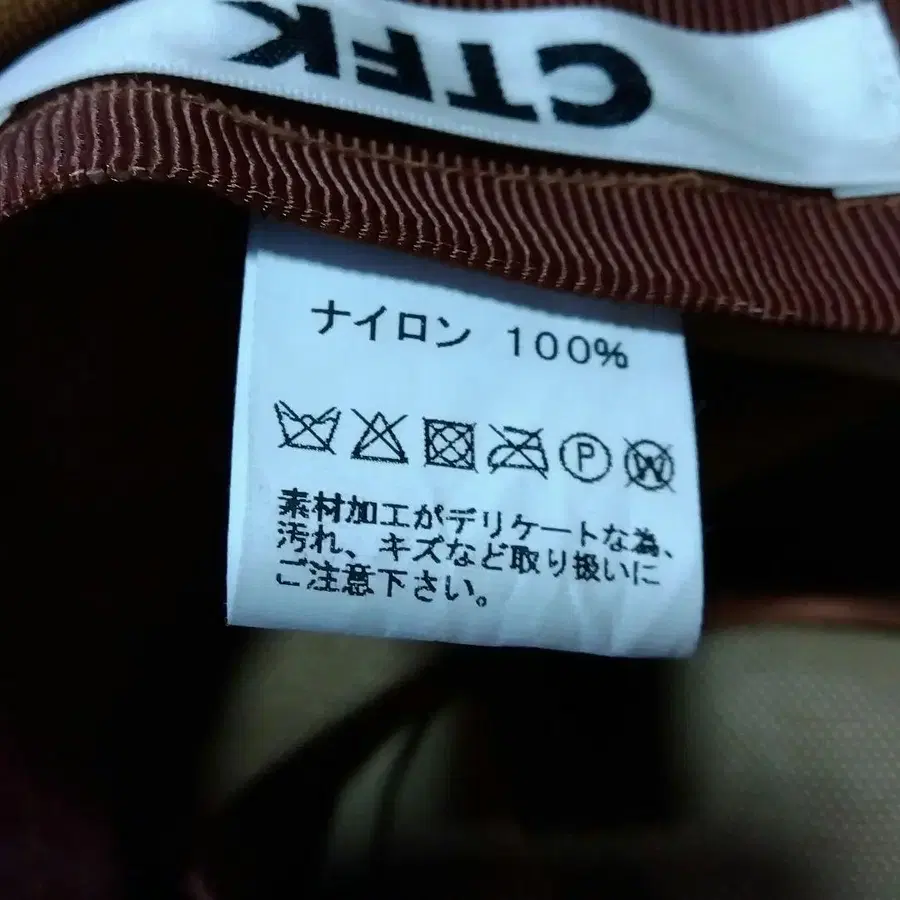 CTFK
ナイロン 100%
P W
素材加工がデリケートな為、
汚れ、キズなど取り扱いに
ご注意下さい。